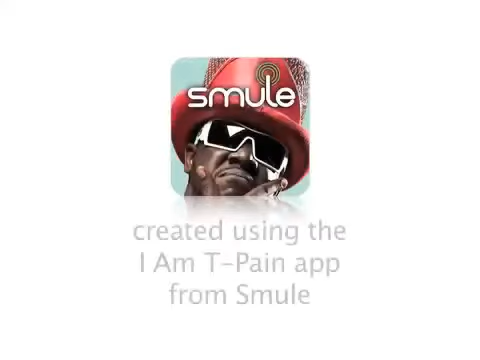 smule
created using the
I Am T-Pain app
from Smule